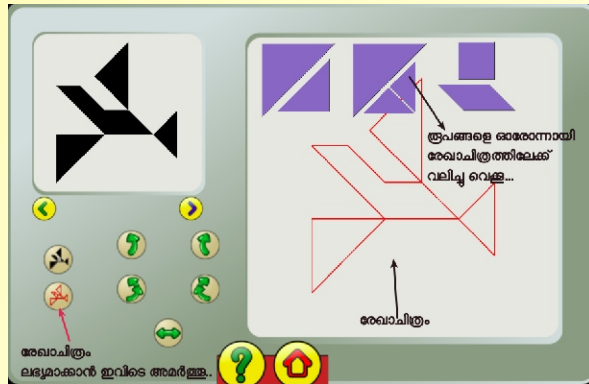 രൂപങ്ങളെ ഓരോന്നായി
രേഖാചിത്രത്തിലേക്ക്
വലിച്ചു വെക്കൂ...
രേഖാചിത്രം
രേഖാചിത്രം
ലഭ്യമാക്കാൻ ഇവിടെ അമർത്തൂ..
?